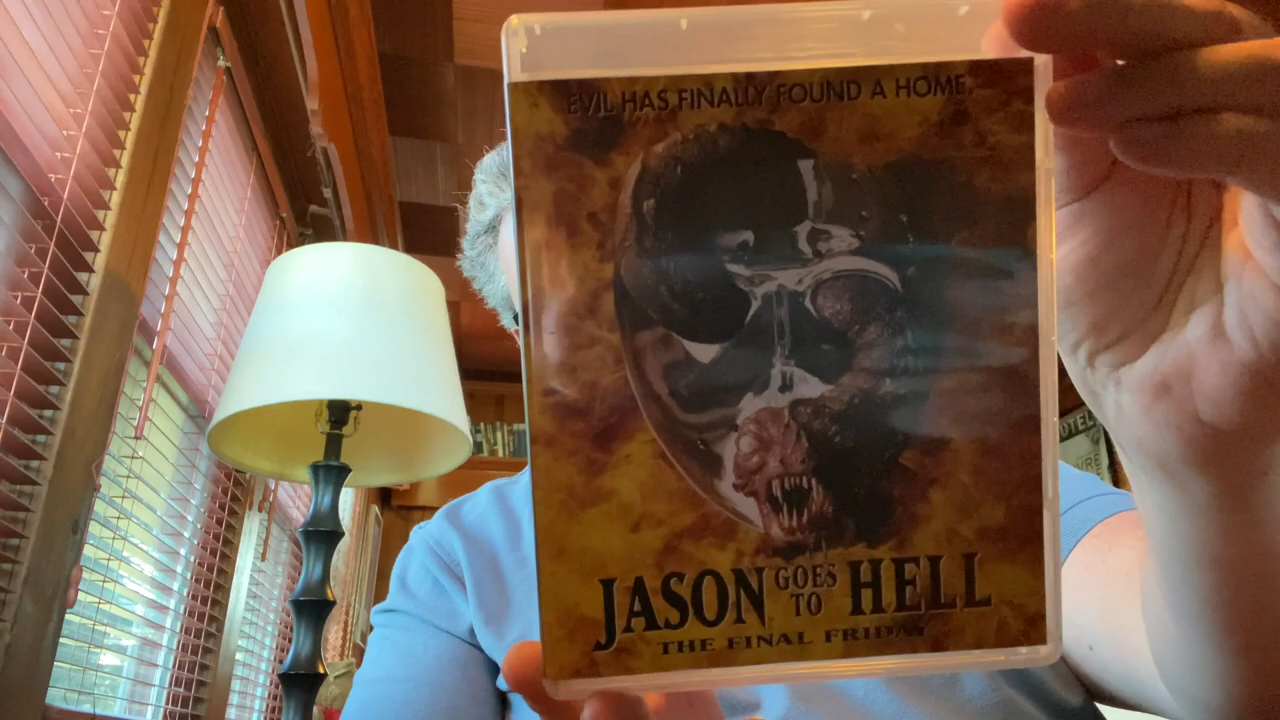 EVIL HAS FINALLY FOUND A HOME.
JASON GOES TO HELL
THE FINAL FRIDAY